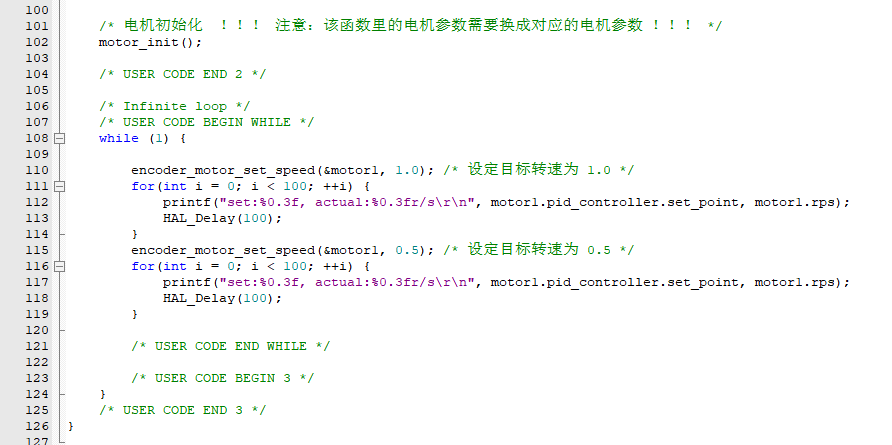 100
101 /* 电机初始化 ！！！ 注意：该函数里的电机参数需要换成对应的电机参数 ！！！ */
102 motor_init();
103
104 /* USER CODE END 2 */
105
106 /* Infinite loop */
107 /* USER CODE BEGIN WHILE */
108 while (1) {
109
110 encoder_motor_set_speed(&motor1, 1.0); /* 设定目标转速为 1.0 */
111 for(int i = 0; i < 100; ++i) {
112 printf("set:%0.3f, actual:%0.3fr/s\r\n", motor1.pid_controller.set_point, motor1.rps);
113 HAL_Delay(100);
114 }
115 encoder_motor_set_speed(&motor1, 0.5); /* 设定目标转速为 0.5 */
116 for(int i = 0; i < 100; ++i) {
117 printf("set:%0.3f, actual:%0.3fr/s\r\n", motor1.pid_controller.set_point, motor1.rps);
118 HAL_Delay(100);
119 }
120
121 /* USER CODE END WHILE */
122
123 /* USER CODE BEGIN 3 */
124 }
125 /* USER CODE END 3 */
126 }
127